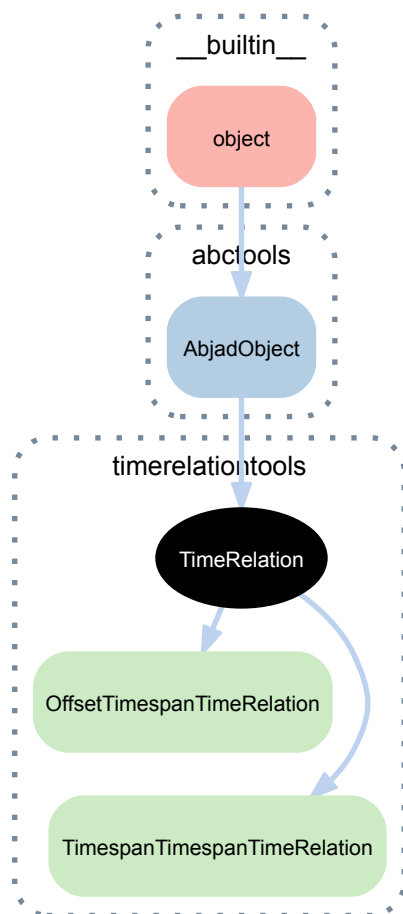 __builtin__
object
abctools
AbjadObject
timerelationtools
TimeRelation
OffsetTimespanTimeRelation
TimespanTimespanTimeRelation